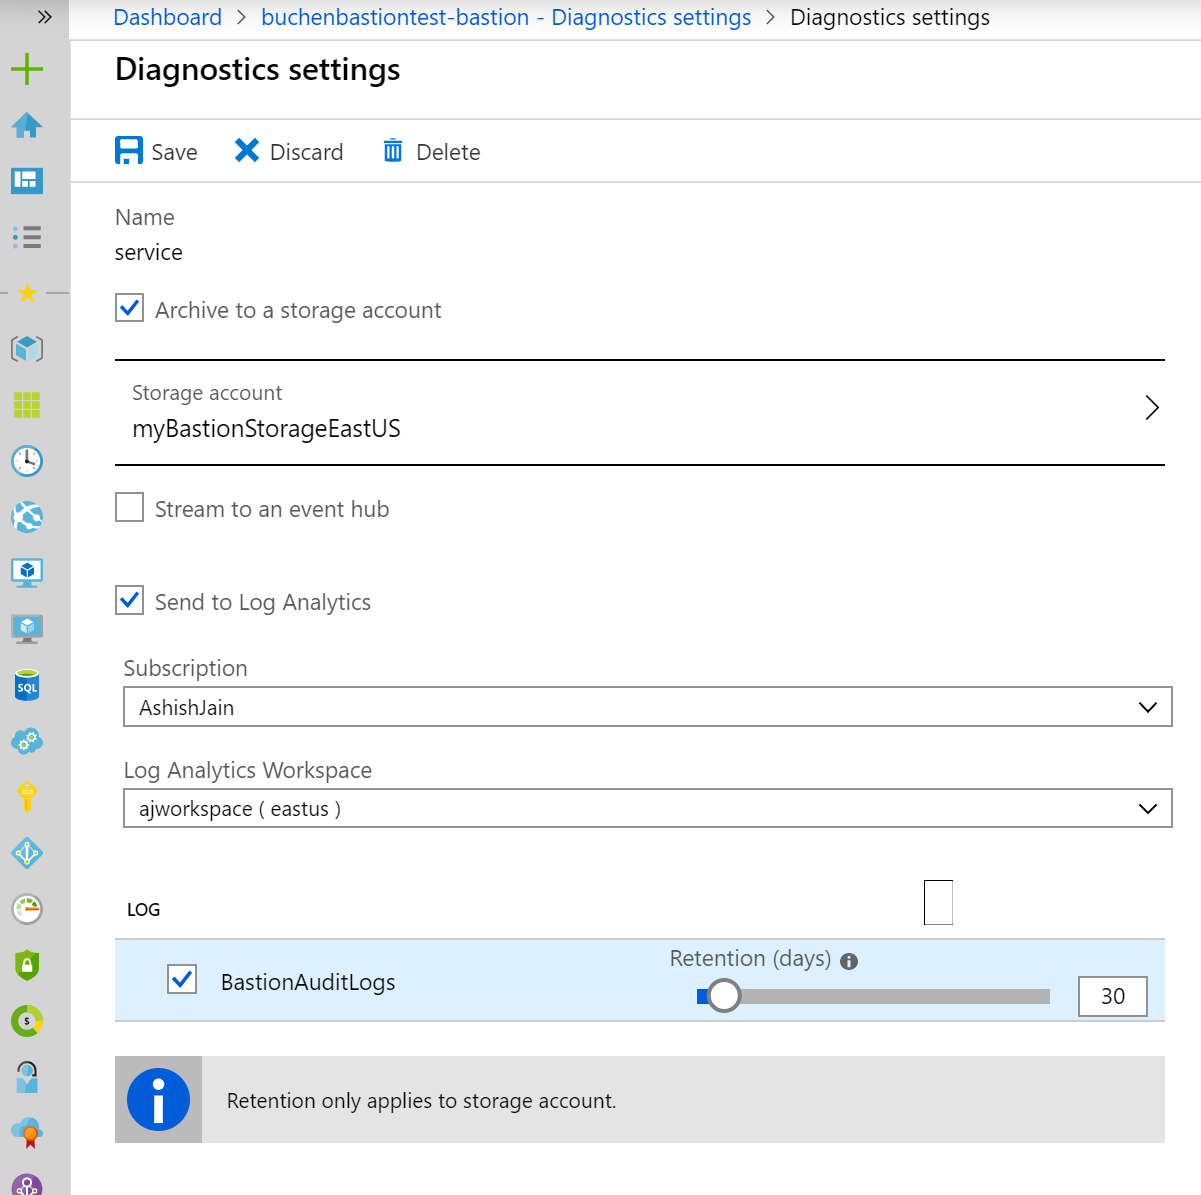 Dashboard > buchenbastiontest-bastion - Diagnostics settings > Diagnostics settings
Diagnostics settings
Save Discard Delete
Name
service
Archive to a storage account
Storage account
myBastionStorageEastUS
Stream to an event hub
Send to Log Analytics
Subscription
AshishJain
Log Analytics Workspace
ajworkspace ( eastus )
LOG
Retention (days)
BastionAuditLogs
30
SQL
$
Retention only applies to storage account.